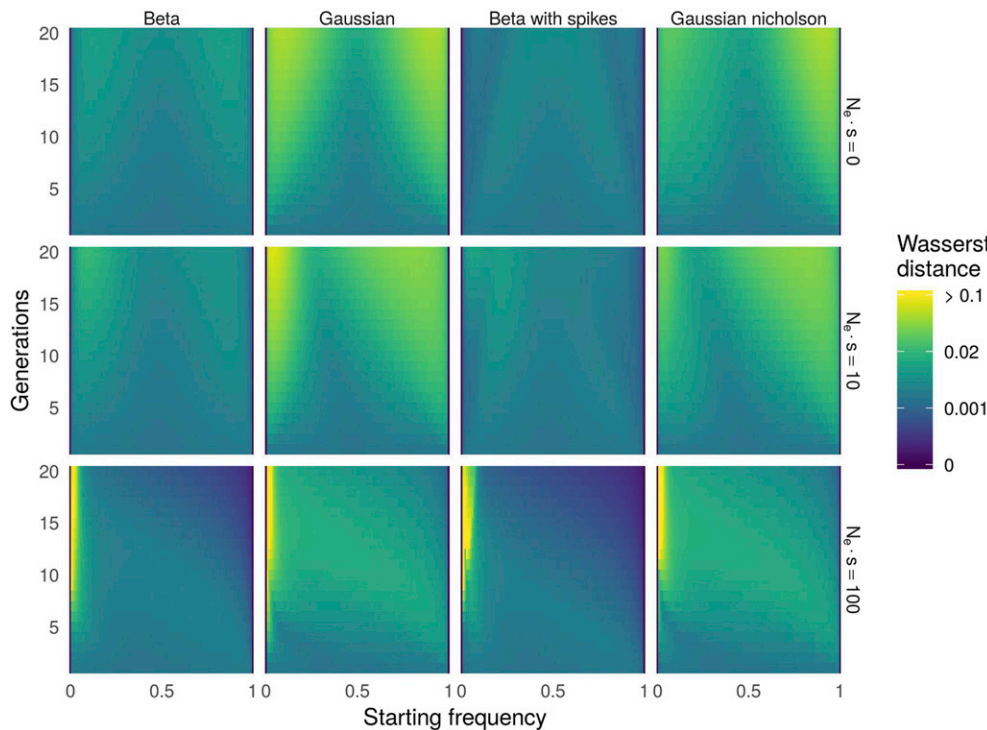 Beta Gaussian Beta with spikes Gaussian nicholson
20
15
10
5
Nₑ · s = 0
20
15
10
5
Nₑ · s = 10
20
15
10
5
Nₑ · s = 100
Generations
0 0.5 1 0 0.5 1 0 0.5 1 0 0.5 1
Starting frequency
Wasserst
distance
> 0.1
0.02
0.001
0